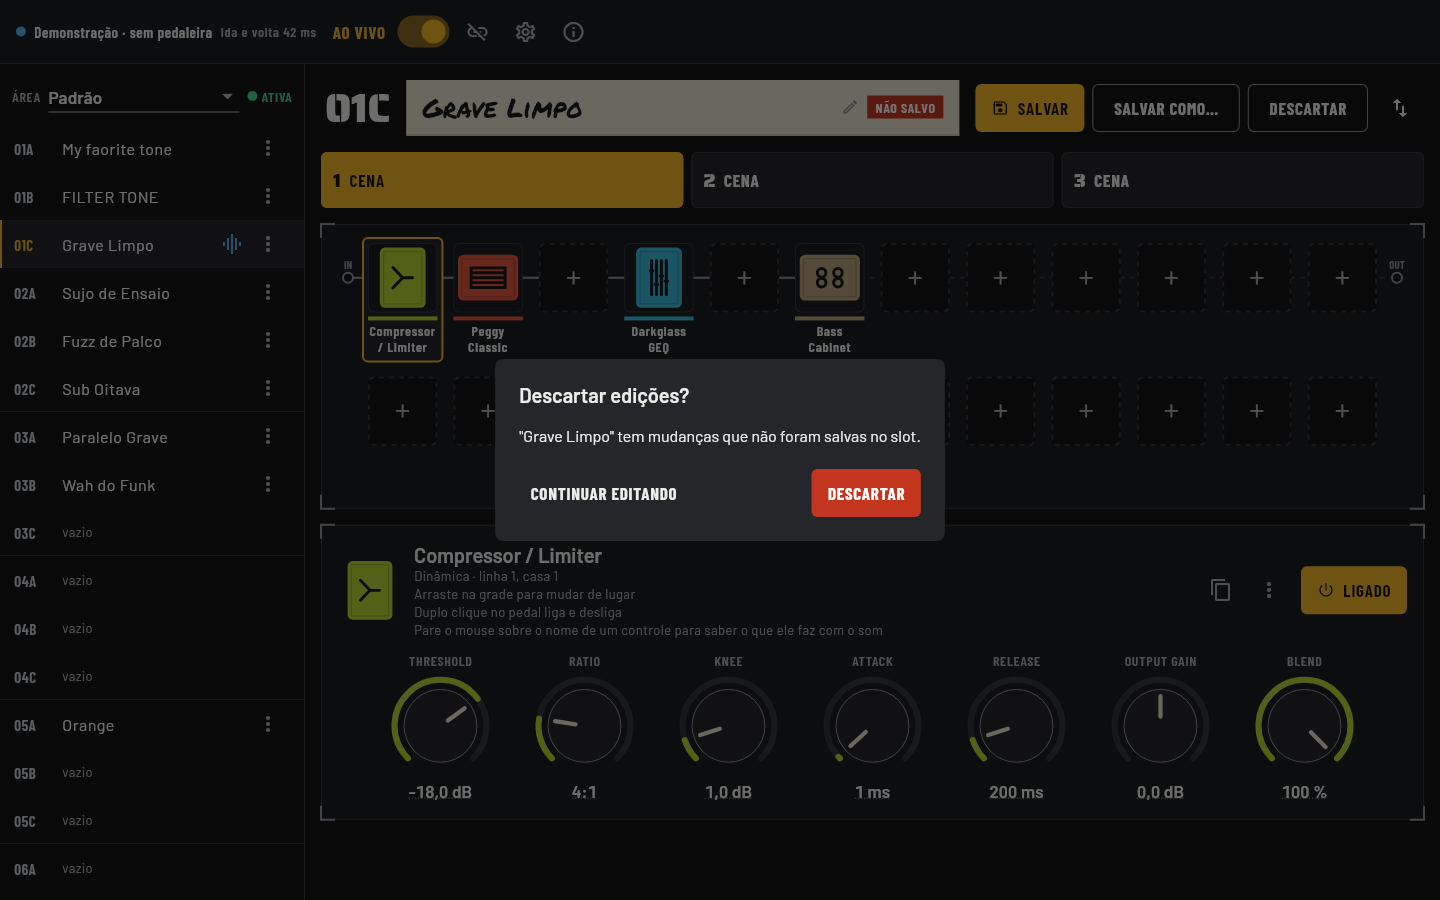 Demonstração · sem pedaleira Ida e volta 42 ms AO VIVO
ÁREA Padrão ATIVA
01A My faorite tone
01B FILTER TONE
01C Grave Limpo
02A Sujo de Ensaio
02B Fuzz de Palco
02C Sub Oitava
03A Paralelo Grave
03B Wah do Funk
03C vazio
04A vazio
04B vazio
04C vazio
05A Orange
05B vazio
05C vazio
06A vazio
01C GRAVE LIMPO NÃO SALVO SALVAR SALVAR COMO... DESCARTAR
1 CENA 2 CENA 3 CENA
IN OUT
88
Compressor / Limiter
Peggy Classic
Darkglass GEQ
Bass Cabinet
Descartar edições?
"Grave Limpo" tem mudanças que não foram salvas no slot.
CONTINUAR EDITANDO DESCARTAR
Compressor / Limiter
Dinâmica · linha 1, casa 1
Arraste na grade para mudar de lugar
Duplo clique no pedal liga e desliga
Pare o mouse sobre o nome de um controle para saber o que ele faz com o som
LIGADO
THRESHOLD RATIO KNEE ATTACK RELEASE OUTPUT GAIN BLEND
-18,0 dB 4:1 1,0 dB 1 ms 200 ms 0,0 dB 100 %